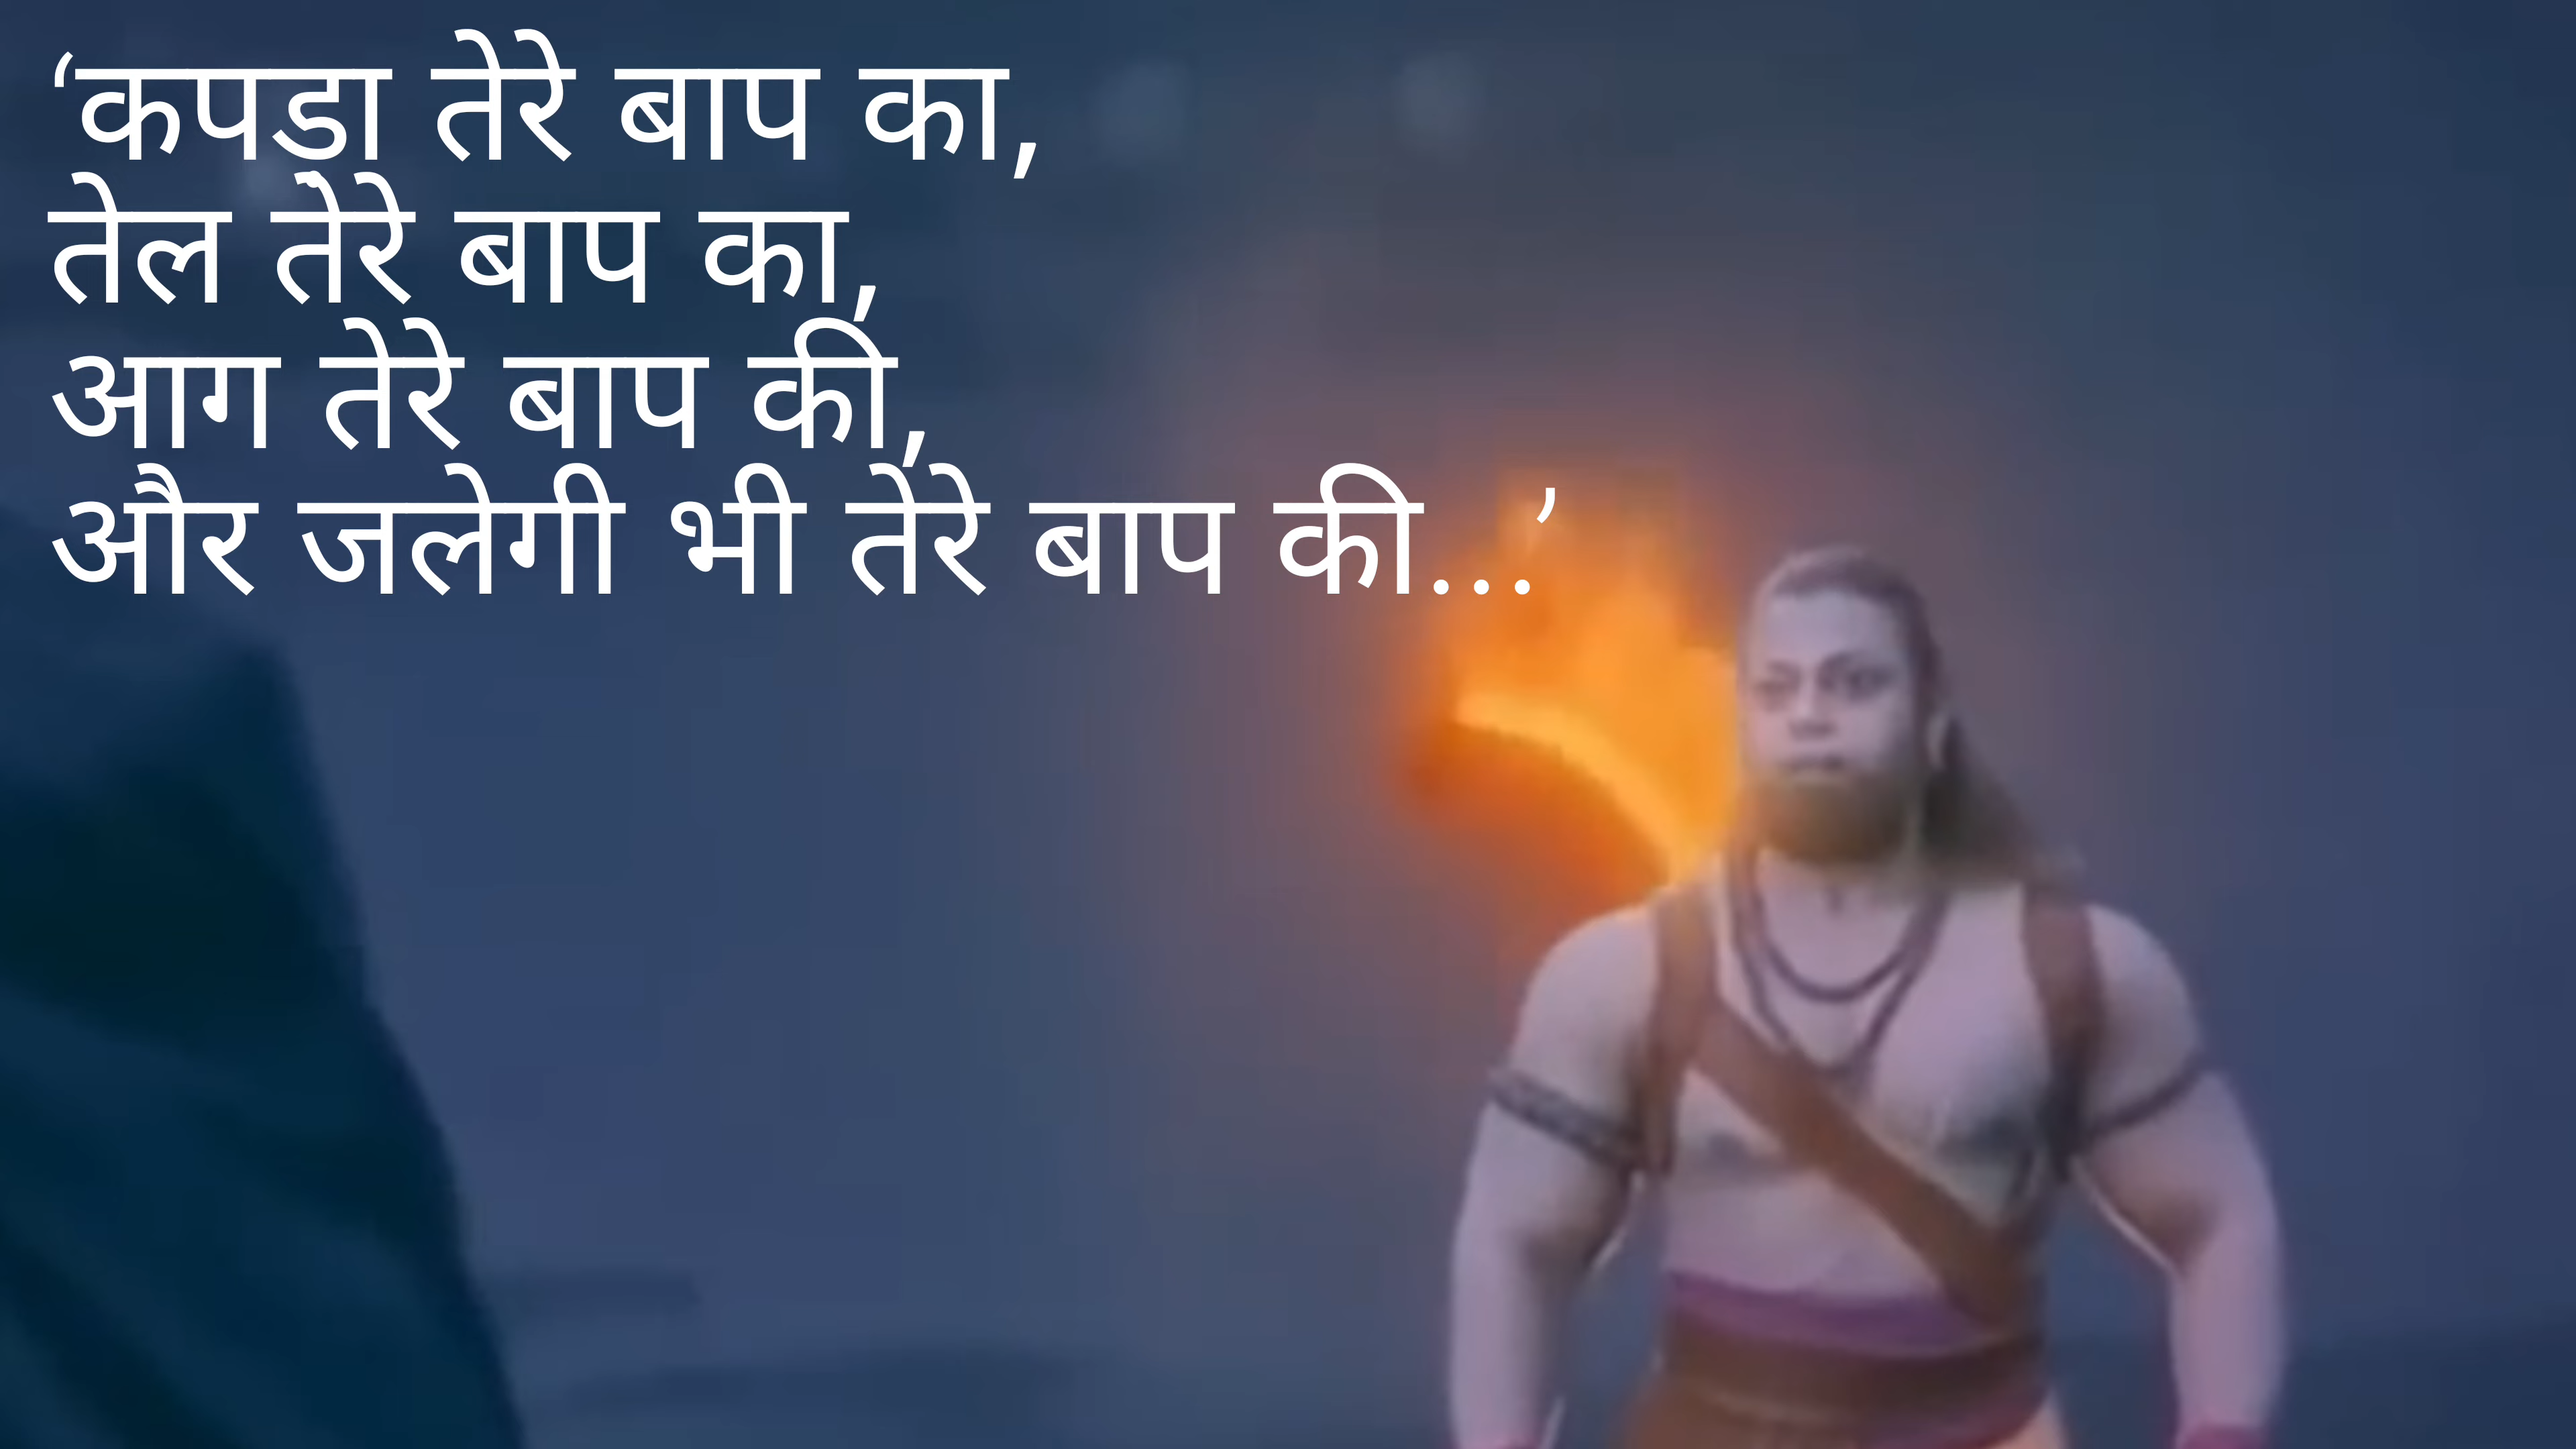 ‘कपड़ा तेरे बाप का,
तेल तेरे बाप का,
आग तेरे बाप की,
और जलेगी भी तेरे बाप की...’